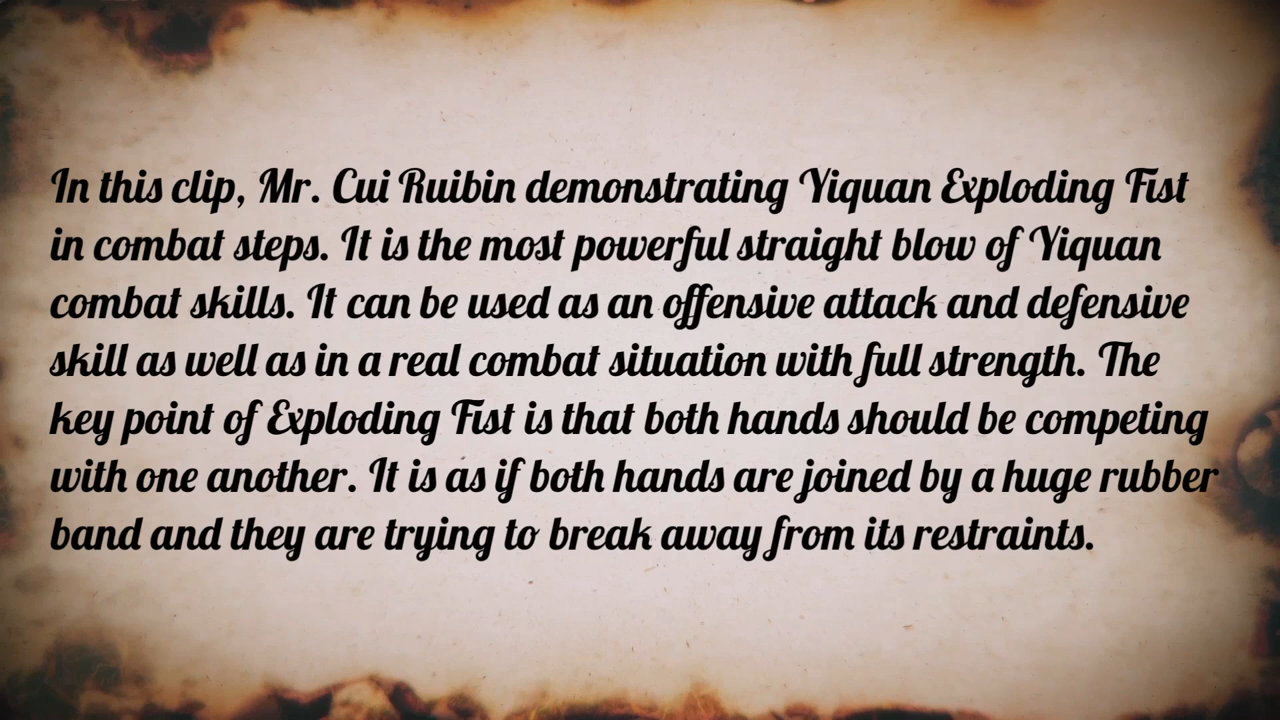 In this clip, Mr. Cui Ruibin demonstrating Yiquan Exploding Fist
in combat steps. It is the most powerful straight blow of Yiquan
combat skills. It can be used as an offensive attack and defensive
skill as well as in a real combat situation with full strength. The
key point of Exploding Fist is that both hands should be competing
with one another. It is as if both hands are joined by a huge rubber
band and they are trying to break away from its restraints.